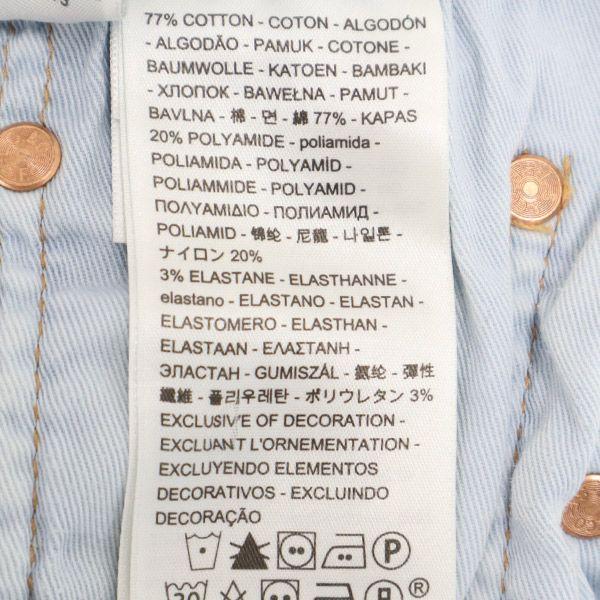 77% COTTON - COTON - ALGODÓN
- ALGODÃO - PAMUK - COTONE -
BAUMWOLLE - KATOEN - BAMBAKI
- ХЛОПОК - BAWEŁNA - PAMUT -
BAVLNA - 棉 - 면 - 綿 77% - KAPAS
20% POLYAMIDE - poliamida -
POLIAMIDA - POLYAMID -
POLIAMMIDE - POLYAMID -
ΠΟΛΥΑΜΙΔΙΟ - ПОЛИАМИД -
POLIAMID - 锦纶 - 尼龍 - 나일론 -
ナイロン 20%
3% ELASTANE - ELASTHANNE -
elastano - ELASTANO - ELASTAN -
ELASTOMERO - ELASTHAN -
ELASTAAN - ΕΛΑΣΤΑΝΗ -
ЭЛАСТАН - GUMISZÁL - 氨纶 - 彈性
纖維 - 폴리우레탄 - ポリウレタン 3%
EXCLUSIVE OF DECORATION -
EXCLUANT L'ORNEMENTATION -
EXCLUYENDO ELEMENTOS
DECORATIVOS - EXCLUINDO
DECORAÇÃO
P
®